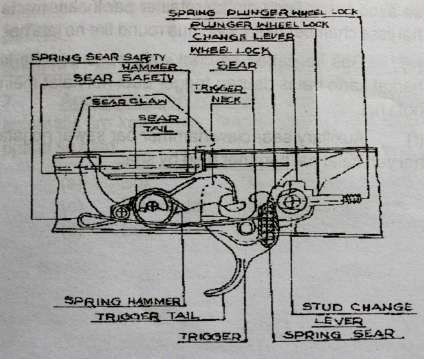 SPRING PLUNGER WHEEL LOCK
PLUNGER WHEEL LOCK
CHANGE LEVER
WHEEL LOCK
SEAR
SPRING SEAR SAFETY
HAMMER
SEAR SAFETY
TRIGGER
NECK
SEAR CLAW
SEAR
TAIL
SPRING HAMMER
TRIGGER TAIL
TRIGGER
STUD CHANGE
LEVER
SPRING SEAR